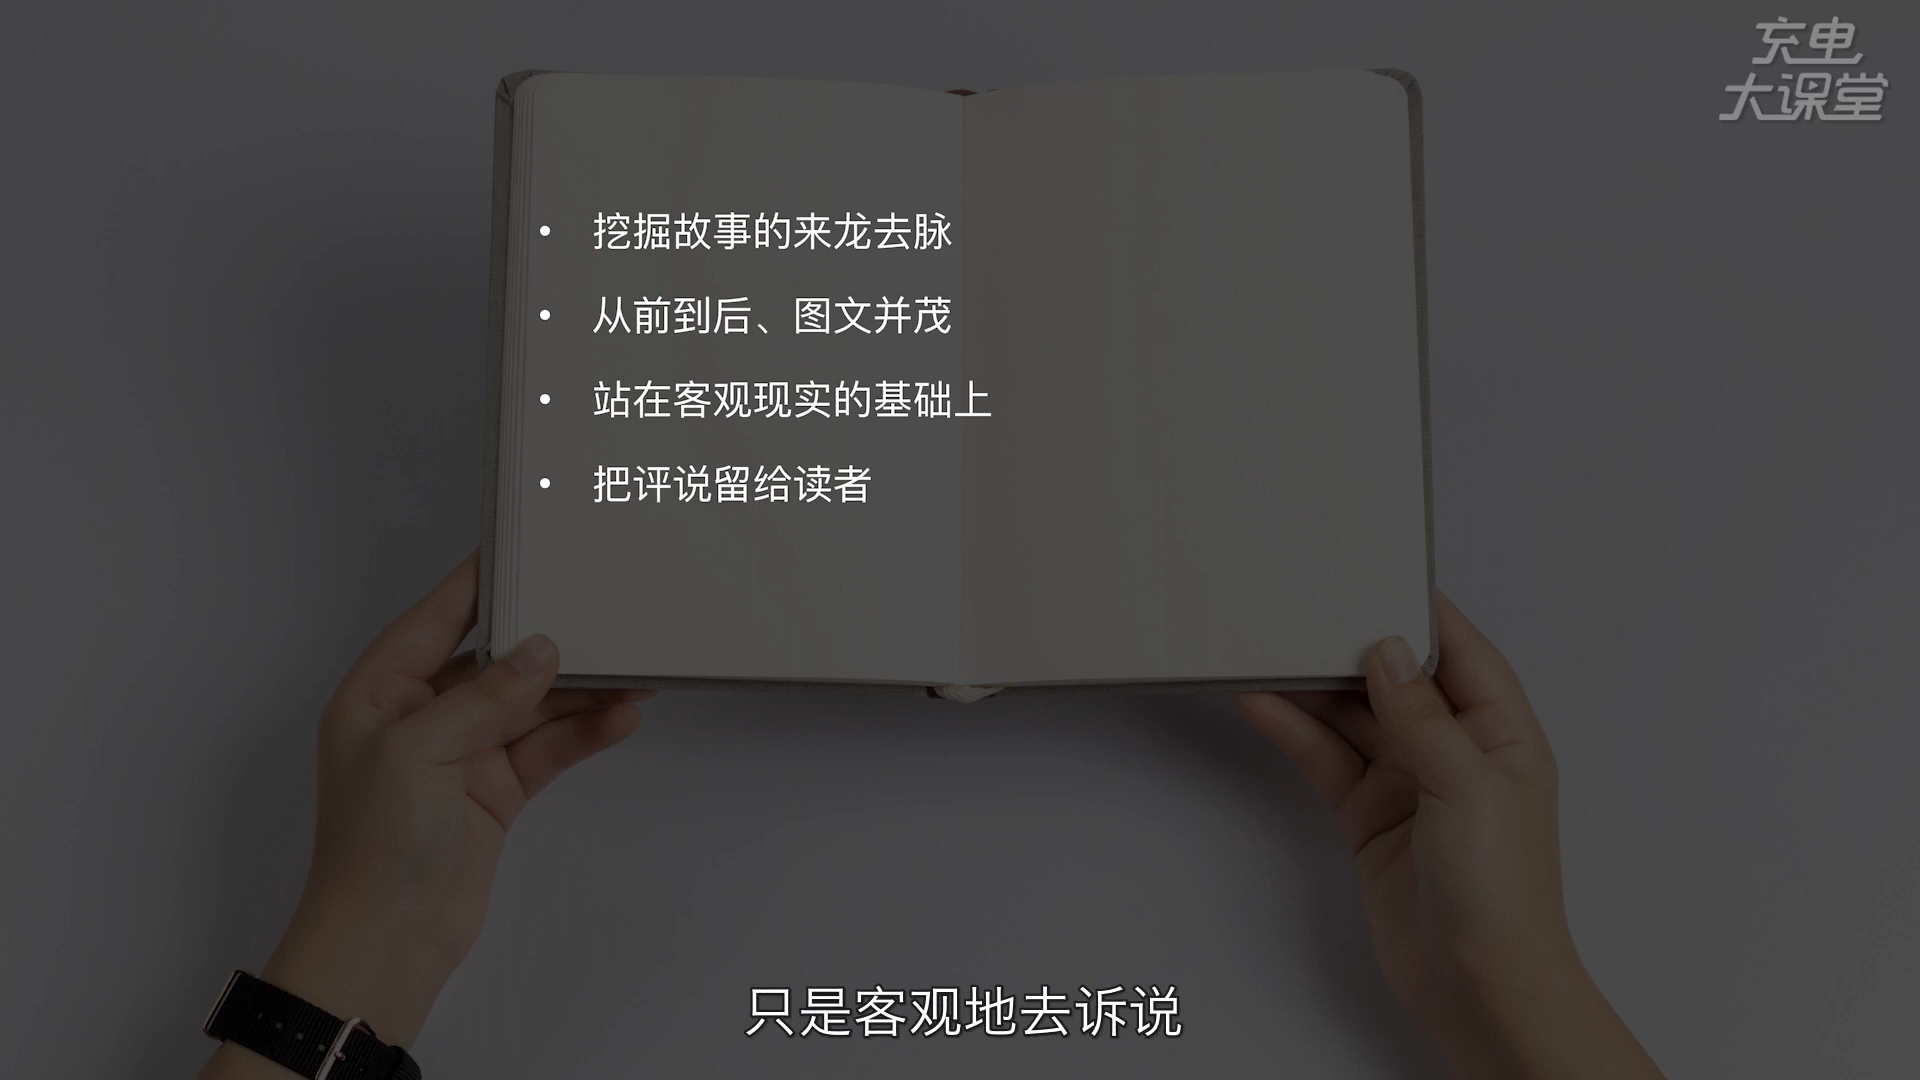 充电
大课堂
• 挖掘故事的来龙去脉
• 从前到后、图文并茂
• 站在客观现实的基础上
• 把评说留给读者
只是客观地去诉说